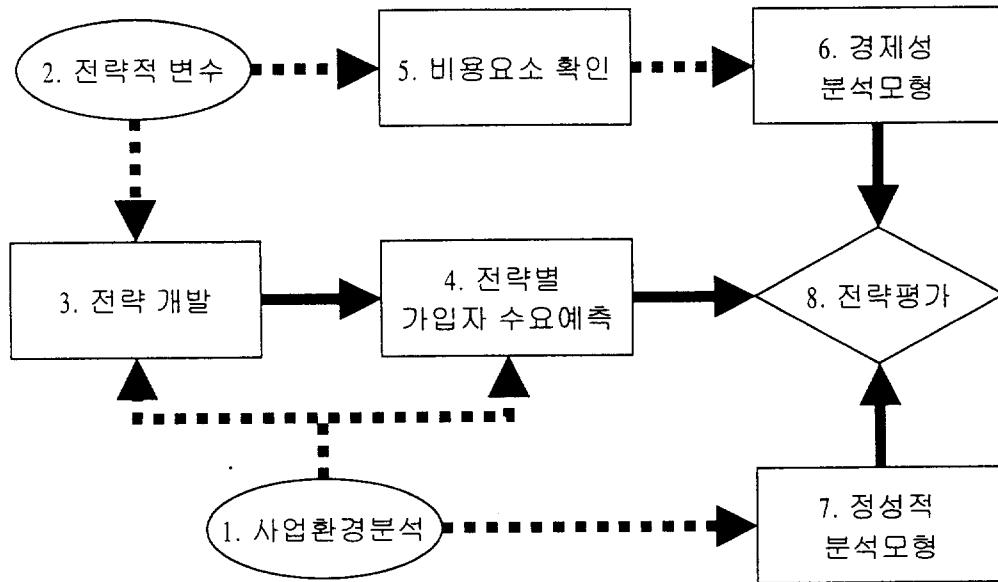 2. 전략적 변수
5. 비용요소 확인
6. 경제성
분석모형
3. 전략 개발
4. 전략별
가입자 수요예측
8. 전략평가
1. 사업환경분석
7. 정성적
분석모형